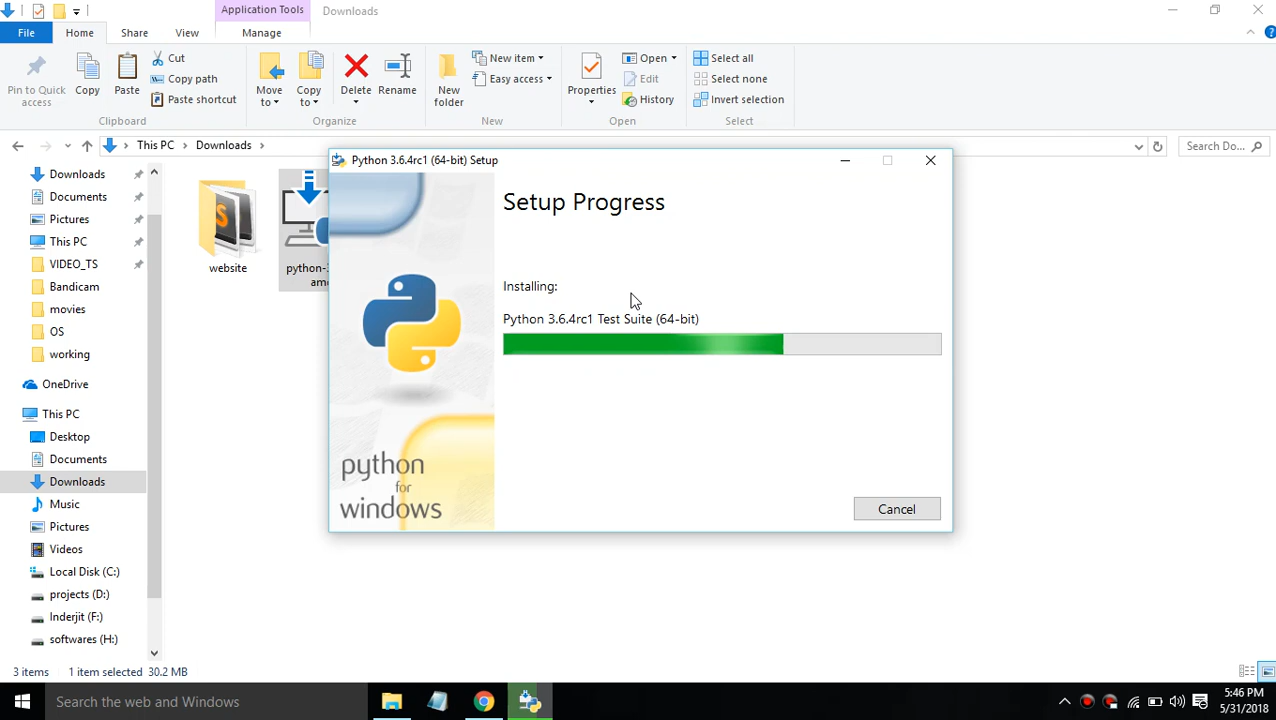 Application Tools
Downloads
File
Home
Share
View
Manage
Pin to Quick access
Copy
Paste
Cut
Copy path
Paste shortcut
Clipboard
Move to
Copy to
Delete
Rename
Organize
New folder
New item
Easy access
New
Properties
Open
Edit
History
Open
Select all
Select none
Invert selection
Select
This PC > Downloads >
Search Do...
Downloads
Documents
Pictures
This PC
VIDEO_TS
Bandicam
movies
OS
working
OneDrive
This PC
Desktop
Documents
Downloads
Music
Pictures
Videos
Local Disk (C:)
projects (D:)
Inderjit (F:)
softwares (H:)
website
python-3
am
Python 3.6.4rc1 (64-bit) Setup
Setup Progress
Installing:
Python 3.6.4rc1 Test Suite (64-bit)
python
for
windows
Cancel
3 items
1 item selected 30.2 MB
Search the web and Windows
5:46 PM
5/31/2018